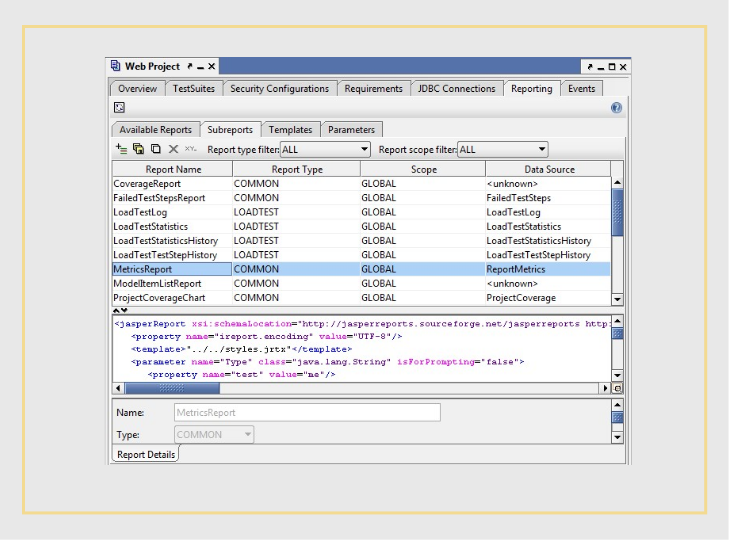 Web Project
Overview TestSuites Security Configurations Requirements JDBC Connections Reporting Events
Available Reports Subreports Templates Parameters
Report type filter: ALL Report scope filter: ALL
Report Name Report Type Scope Data Source
CoverageReport COMMON GLOBAL <unknown>
FailedTestStepsReport COMMON GLOBAL FailedTestSteps
LoadTestLog LOADTEST GLOBAL LoadTestLog
LoadTestStatistics LOADTEST GLOBAL LoadTestStatistics
LoadTestStatisticsHistory LOADTEST GLOBAL LoadTestStatisticsHistory
LoadTestTestStepHistory LOADTEST GLOBAL LoadTestTestStepHistory
MetricsReport COMMON GLOBAL ReportMetrics
ModelItemListReport COMMON GLOBAL <unknown>
ProjectCoverageChart COMMON GLOBAL ProjectCoverage
<jasperReport xsi:schemaLocation="http://jasperreports.sourceforge.net/jasperreports http:
<property name="ireport.encoding" value="UTF-8"/>
<template>"../../styles.jrtx"</template>
<parameter name="Type" class="java.lang.String" isForPrompting="false">
<property name="test" value="me"/>
Name: MetricsReport
Type: COMMON
Report Details